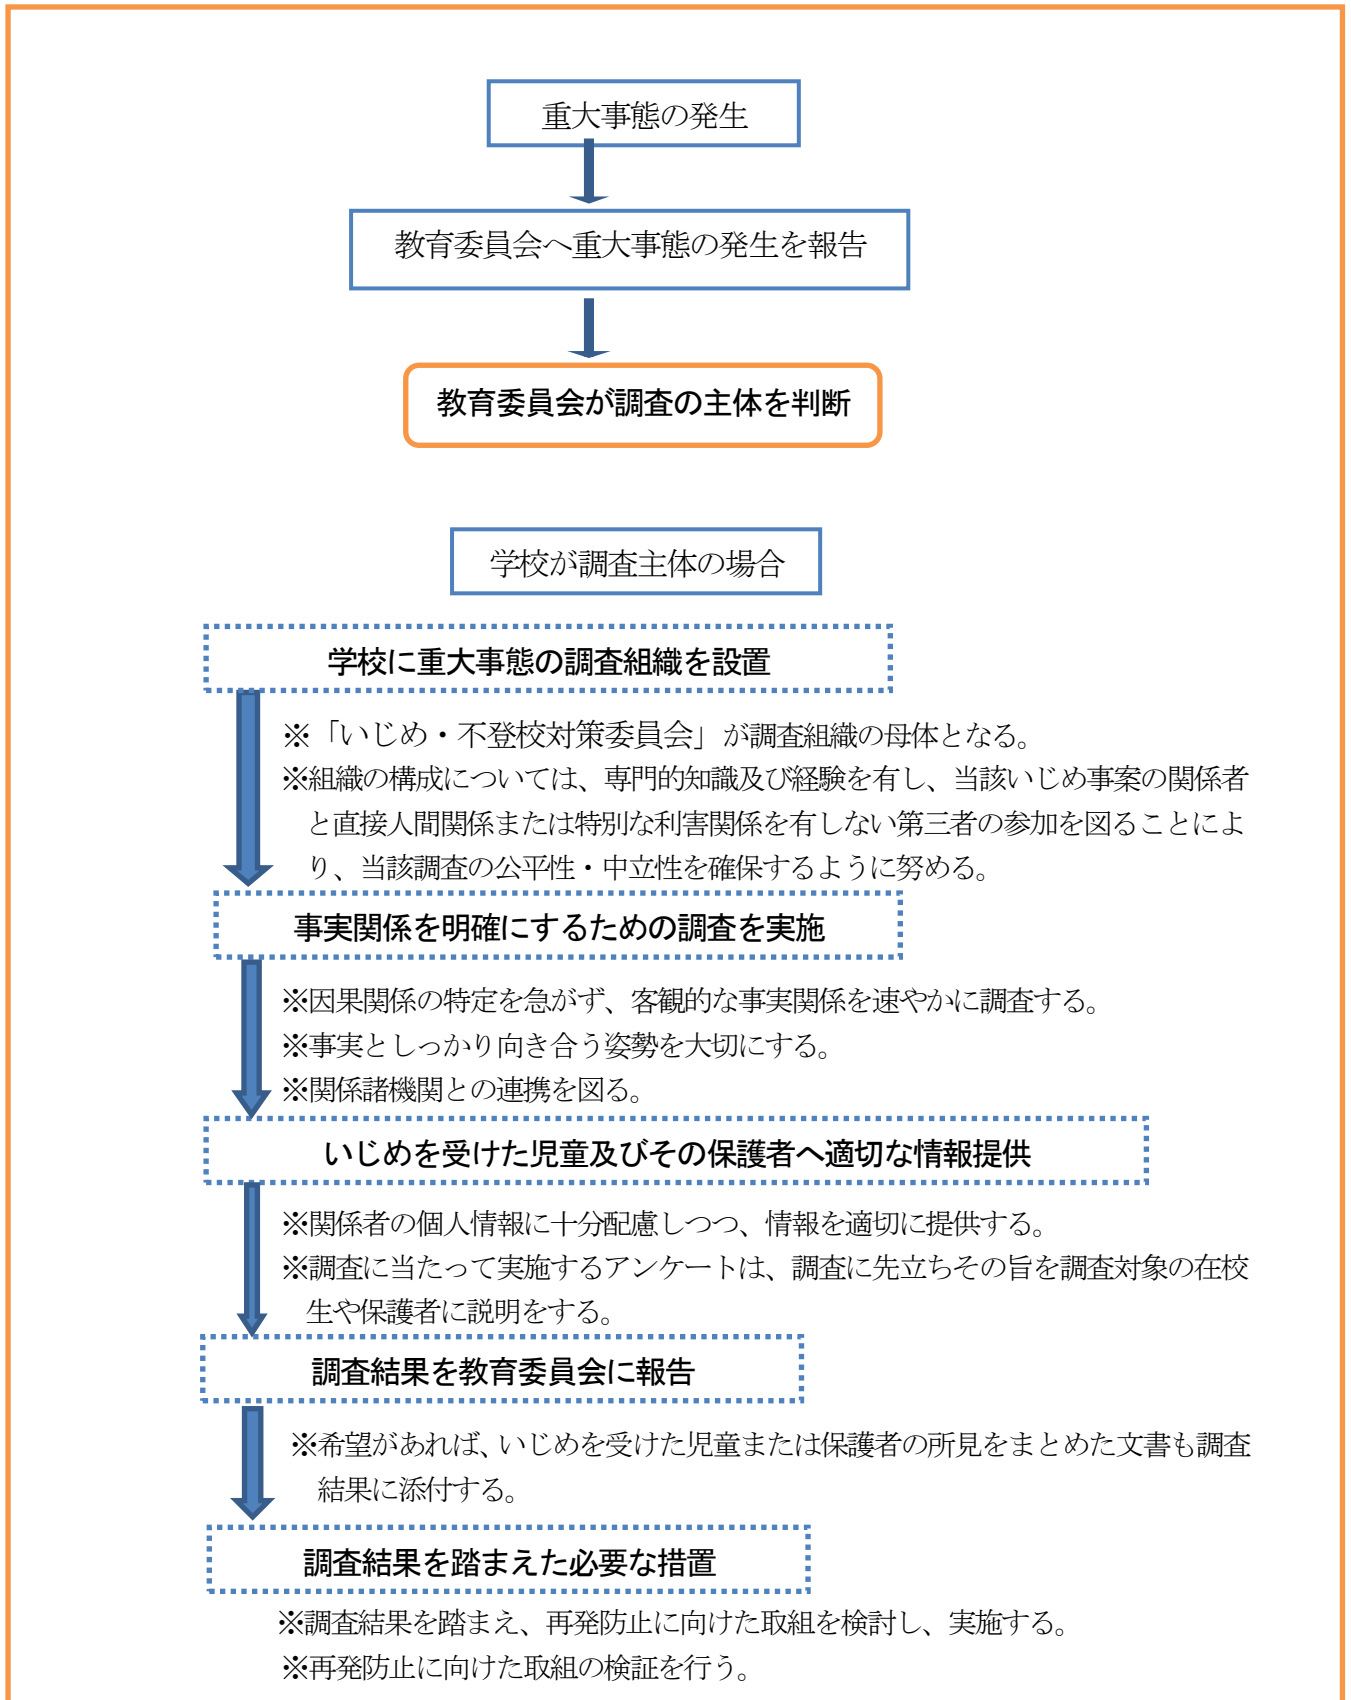 重大事態の発生
教育委員会へ重大事態の発生を報告
教育委員会が調査の主体を判断
学校が調査主体の場合
学校に重大事態の調査組織を設置
※「いじめ・不登校対策委員会」が調査組織の母体となる。
※組織の構成については、専門的知識及び経験を有し、当該いじめ事案の関係者
と直接人間関係または特別な利害関係を有しない第三者の参加を図ることによ
り、当該調査の公平性・中立性を確保するように努める。
事実関係を明確にするための調査を実施
※因果関係の特定を急がず、客観的な事実関係を速やかに調査する。
※事実としっかり向き合う姿勢を大切にする。
※関係諸機関との連携を図る。
いじめを受けた児童及びその保護者へ適切な情報提供
※関係者の個人情報に十分配慮しつつ、情報を適切に提供する。
※調査に当たって実施するアンケートは、調査に先立ちその旨を調査対象の在校
生や保護者に説明をする。
調査結果を教育委員会に報告
※希望があれば、いじめを受けた児童または保護者の所見をまとめた文書も調査
結果に添付する。
調査結果を踏まえた必要な措置
※調査結果を踏まえ、再発防止に向けた取組を検討し、実施する。
※再発防止に向けた取組の検証を行う。